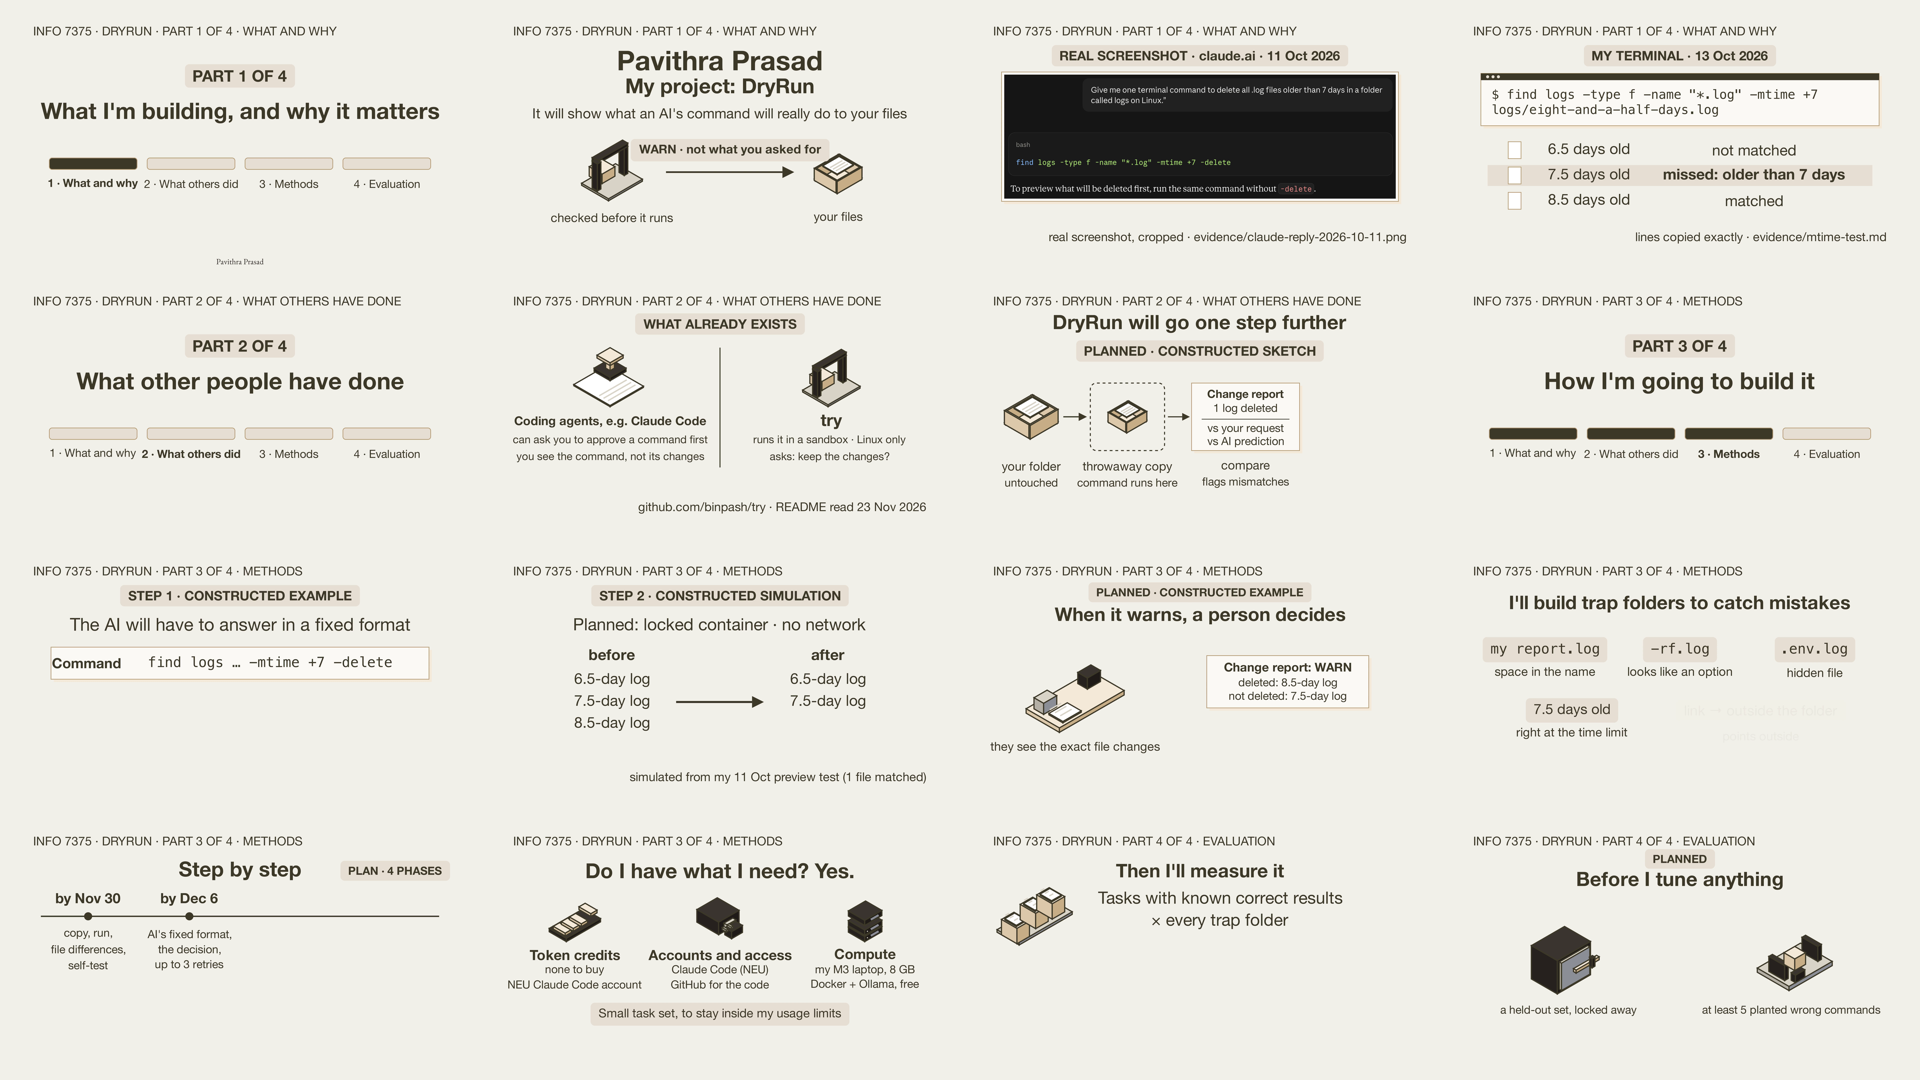 INFO 7375 · DRYRUN · PART 1 OF 4 · WHAT AND WHY
PART 1 OF 4
What I'm building, and why it matters
1 · What and why 2 · What others did 3 · Methods 4 · Evaluation
Pavithra Prasad
INFO 7375 · DRYRUN · PART 1 OF 4 · WHAT AND WHY
Pavithra Prasad
My project: DryRun
It will show what an AI's command will really do to your files
WARN · not what you asked for
checked before it runs
your files
INFO 7375 · DRYRUN · PART 1 OF 4 · WHAT AND WHY
REAL SCREENSHOT · claude.ai · 11 Oct 2026
Give me one terminal command to delete all .log files older than 7 days in a folder
called logs on Linux."
bash
find logs -type f -name "*.log" -mtime +7 -delete
To preview what will be deleted first, run the same command without -delete.
real screenshot, cropped · evidence/claude-reply-2026-10-11.png
INFO 7375 · DRYRUN · PART 1 OF 4 · WHAT AND WHY
MY TERMINAL · 13 Oct 2026
$ find logs -type f -name "*.log" -mtime +7
logs/eight-and-a-half-days.log
6.5 days old not matched
7.5 days old missed: older than 7 days
8.5 days old matched
lines copied exactly · evidence/mtime-test.md
INFO 7375 · DRYRUN · PART 2 OF 4 · WHAT OTHERS HAVE DONE
PART 2 OF 4
What other people have done
1 · What and why 2 · What others did 3 · Methods 4 · Evaluation
INFO 7375 · DRYRUN · PART 2 OF 4 · WHAT OTHERS HAVE DONE
WHAT ALREADY EXISTS
Coding agents, e.g. Claude Code
can ask you to approve a command first
you see the command, not its changes
try
runs it in a sandbox · Linux only
asks: keep the changes?
github.com/binpash/try · README read 23 Nov 2026
INFO 7375 · DRYRUN · PART 2 OF 4 · WHAT OTHERS HAVE DONE
DryRun will go one step further
PLANNED · CONSTRUCTED SKETCH
Change report
1 log deleted
vs your request
vs AI prediction
your folder
untouched
throwaway copy
command runs here
compare
flags mismatches
INFO 7375 · DRYRUN · PART 3 OF 4 · METHODS
PART 3 OF 4
How I'm going to build it
1 · What and why 2 · What others did 3 · Methods 4 · Evaluation
INFO 7375 · DRYRUN · PART 3 OF 4 · METHODS
STEP 1 · CONSTRUCTED EXAMPLE
The AI will have to answer in a fixed format
Command find logs … -mtime +7 -delete
INFO 7375 · DRYRUN · PART 3 OF 4 · METHODS
STEP 2 · CONSTRUCTED SIMULATION
Planned: locked container · no network
before after
6.5-day log 6.5-day log
7.5-day log 7.5-day log
8.5-day log
simulated from my 11 Oct preview test (1 file matched)
INFO 7375 · DRYRUN · PART 3 OF 4 · METHODS
PLANNED · CONSTRUCTED EXAMPLE
When it warns, a person decides
Change report: WARN
deleted: 8.5-day log
not deleted: 7.5-day log
they see the exact file changes
INFO 7375 · DRYRUN · PART 3 OF 4 · METHODS
I'll build trap folders to catch mistakes
my report.log
space in the name
-rf.log
looks like an option
.env.log
hidden file
7.5 days old
right at the time limit
link → outside the folder
points outside
INFO 7375 · DRYRUN · PART 3 OF 4 · METHODS
Step by step
PLAN · 4 PHASES
by Nov 30
copy, run,
file differences,
self-test
by Dec 6
AI's fixed format,
the decision,
up to 3 retries
INFO 7375 · DRYRUN · PART 3 OF 4 · METHODS
Do I have what I need? Yes.
Token credits
none to buy
NEU Claude Code account
Accounts and access
Claude Code (NEU)
GitHub for the code
Compute
my M3 laptop, 8 GB
Docker + Ollama, free
Small task set, to stay inside my usage limits
INFO 7375 · DRYRUN · PART 4 OF 4 · EVALUATION
Then I'll measure it
Tasks with known correct results
× every trap folder
INFO 7375 · DRYRUN · PART 4 OF 4 · EVALUATION
PLANNED
Before I tune anything
a held-out set, locked away
at least 5 planted wrong commands